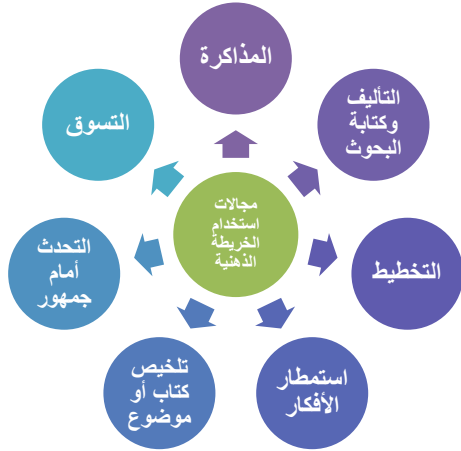 المذاكرة
التأليف
وكتابة
البحوث
التخطيط
استمطار
الأفكار
تلخيص
كتاب أو
موضوع
التحدث
أمام
جمهور
التسوق
مجالات
استخدام
الخريطة
الذهنية